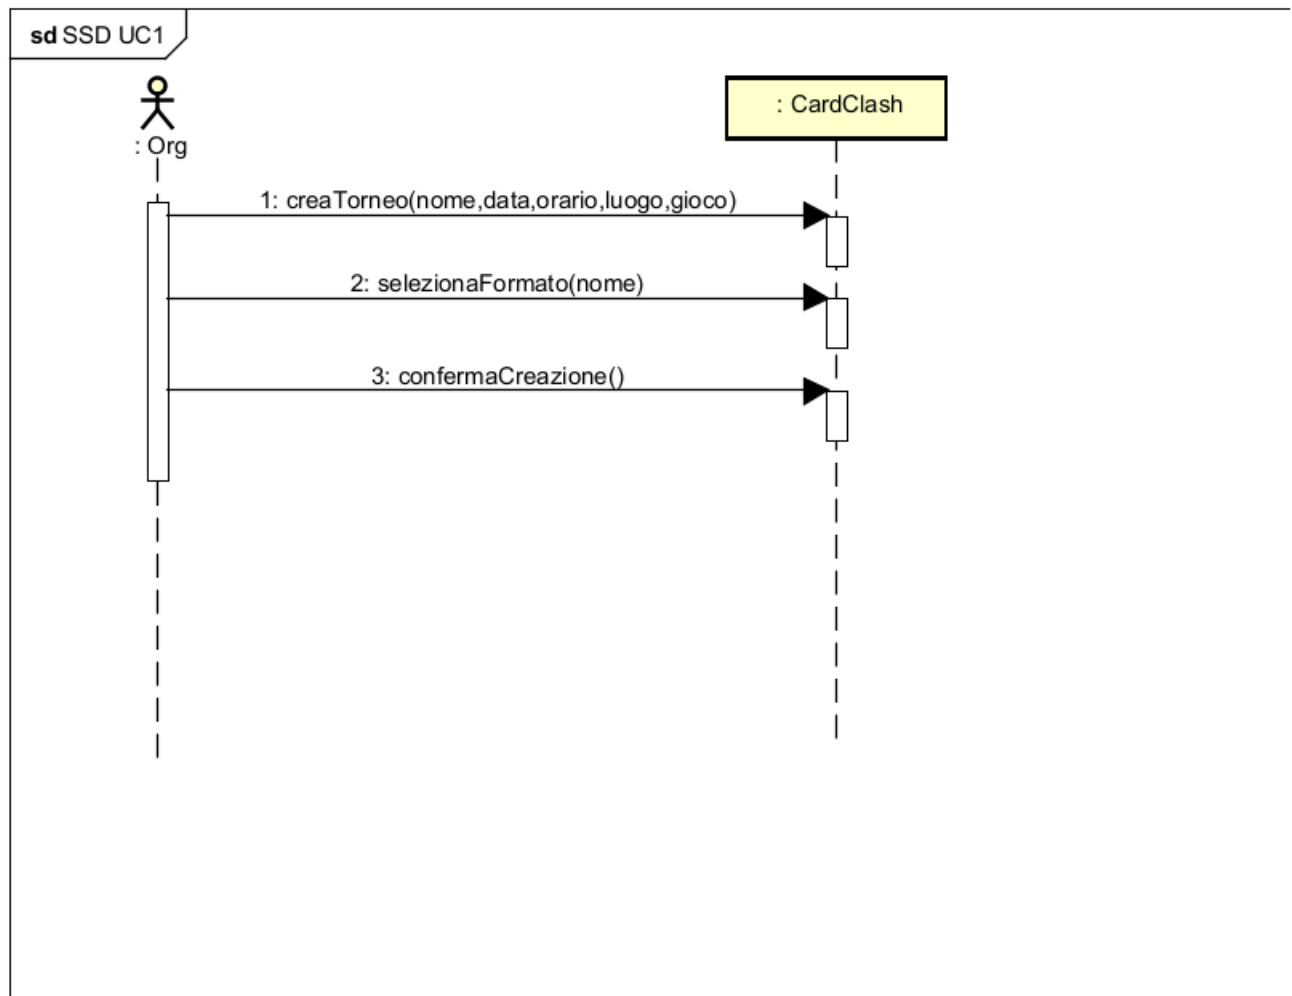 sd SSD UC1
: Org
: CardClash
1: creaTorneo(nome,data,orario,luogo,gioco)
2: selezionaFormato(nome)
3: confermaCreazione()